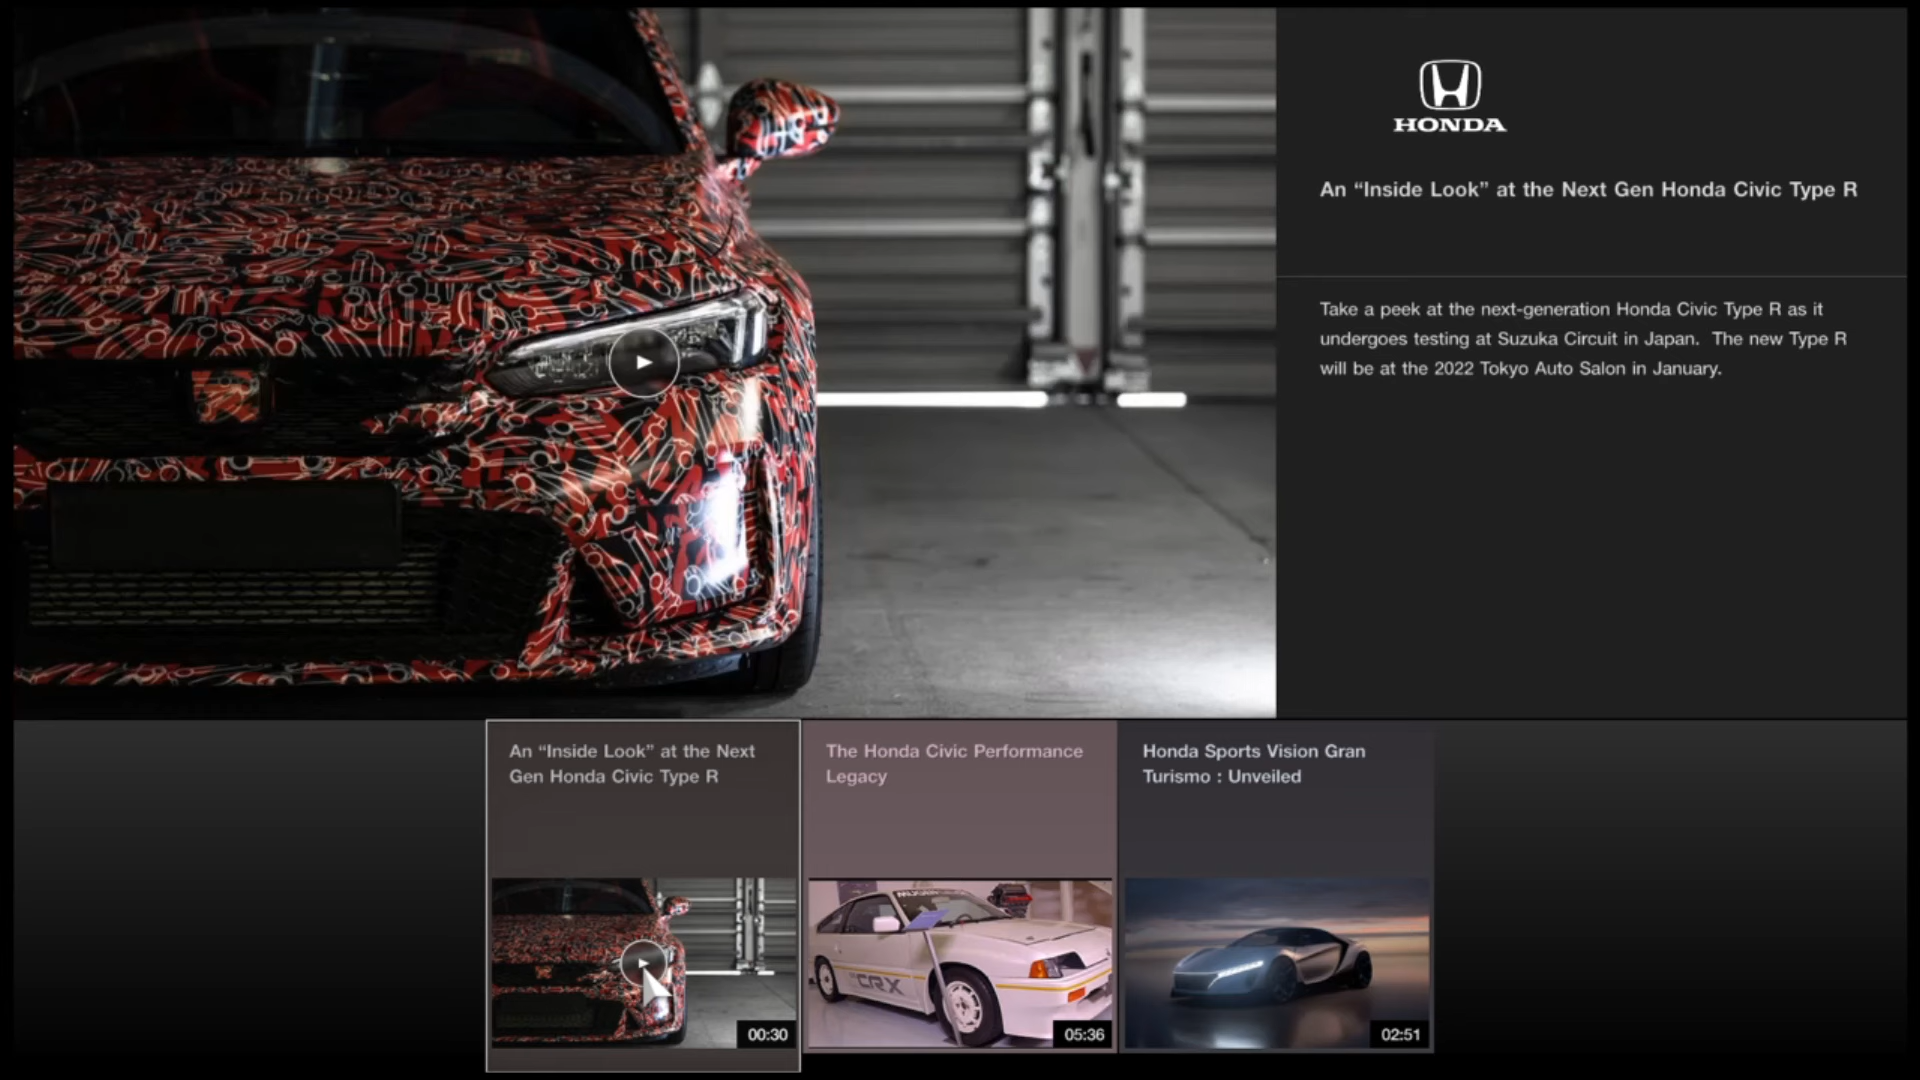 HONDA
An “Inside Look” at the Next Gen Honda Civic Type R
Take a peek at the next-generation Honda Civic Type R as it
undergoes testing at Suzuka Circuit in Japan.  The new Type R
will be at the 2022 Tokyo Auto Salon in January.
An “Inside Look” at the Next
Gen Honda Civic Type R
00:30
The Honda Civic Performance
Legacy
CRX
05:36
Honda Sports Vision Gran
Turismo : Unveiled
02:51